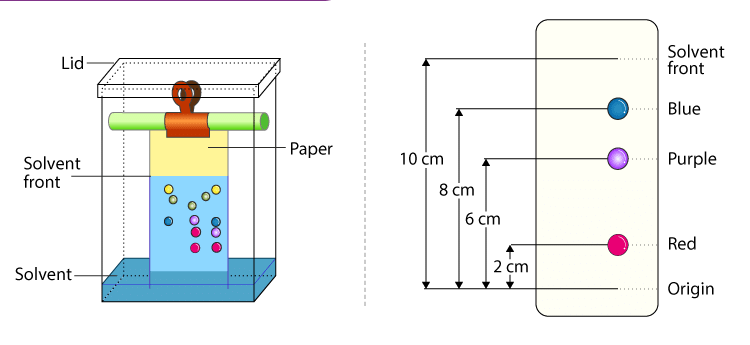 Lid
Paper
Solvent
front
Solvent
Solvent
front
Blue
10 cm
Purple
8 cm
6 cm
Red
2 cm
Origin